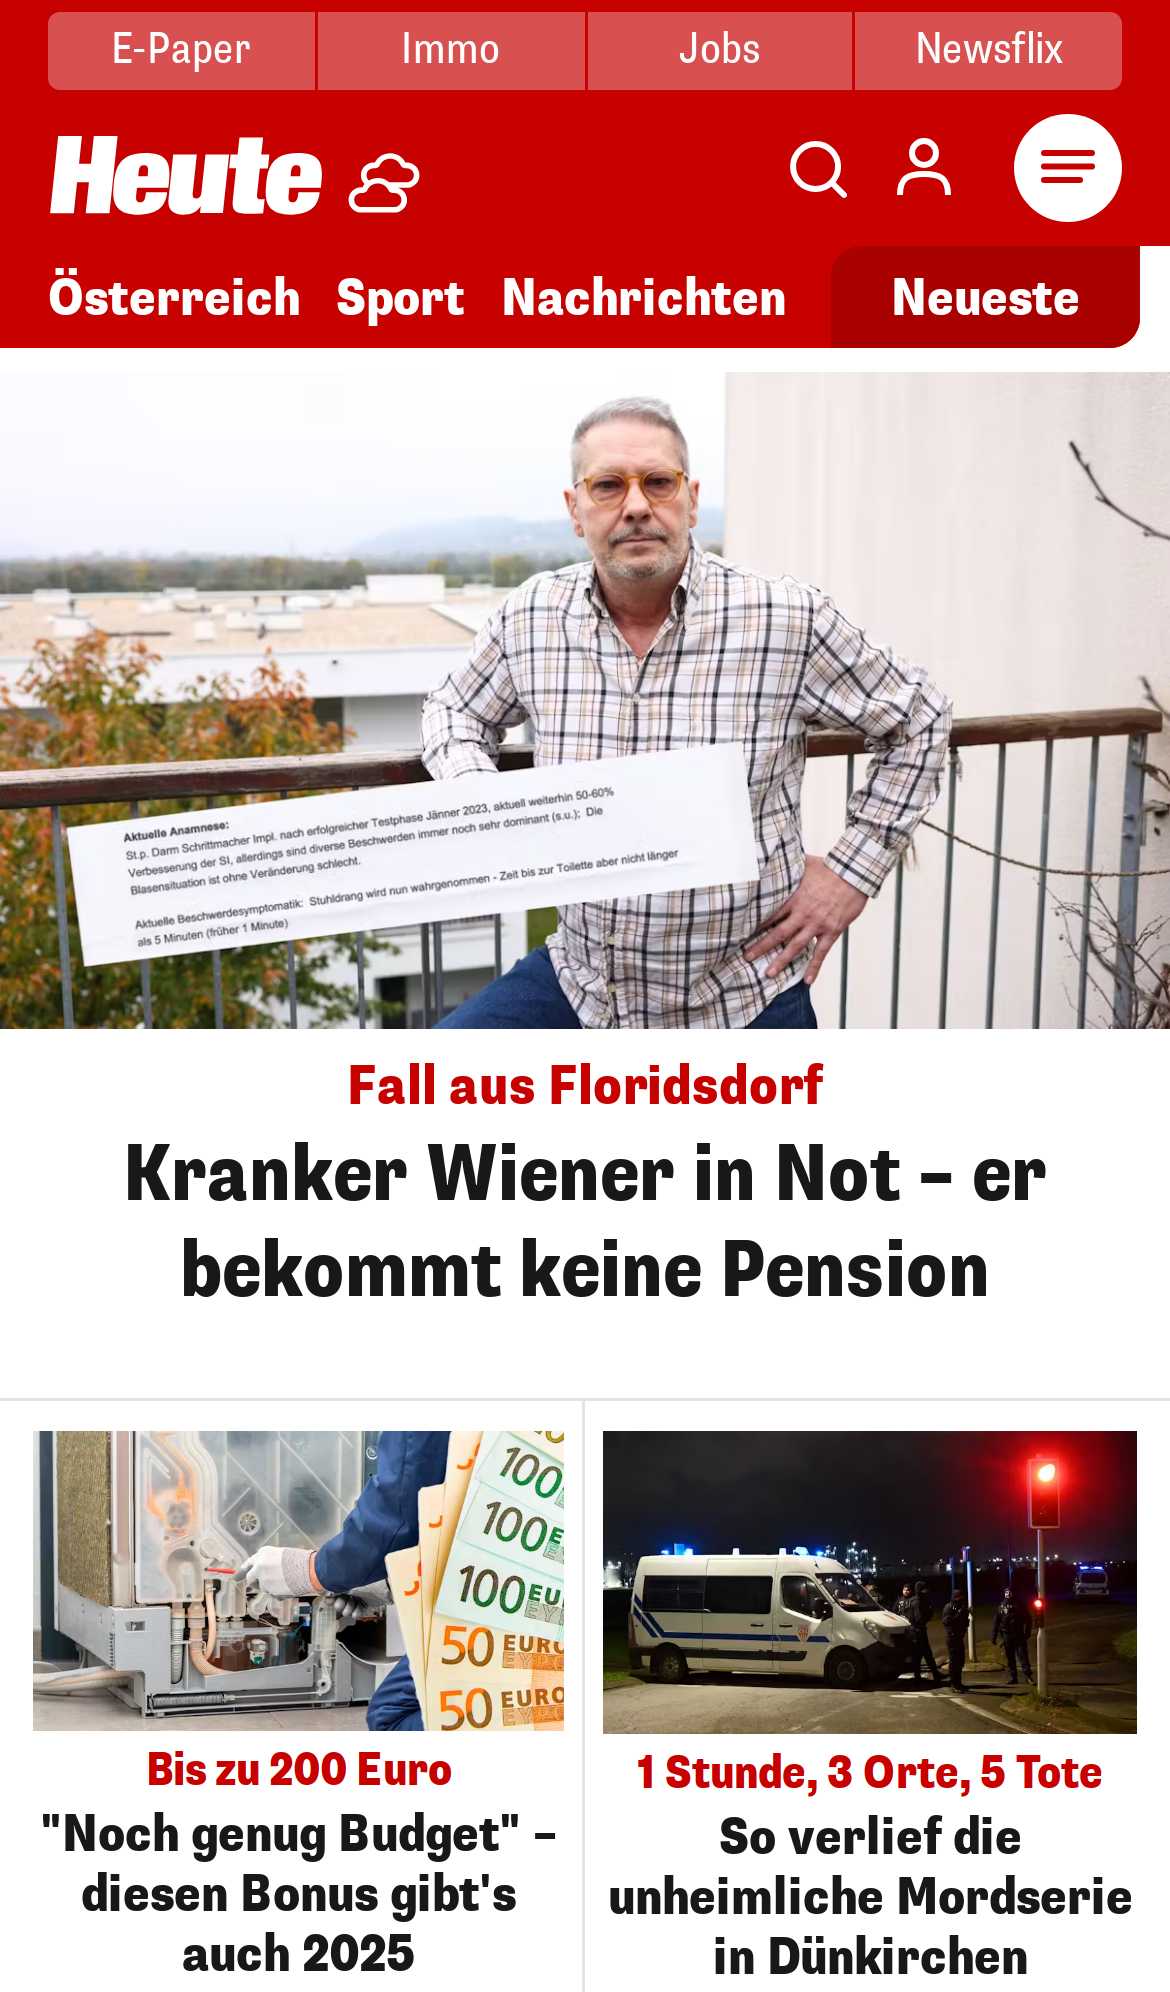 E-Paper Immo Jobs Newsflix
Heute
Österreich Sport Nachrichten Neueste
Aktuelle Anamnese:
St.p. Darm Schrittmacher Impl. nach erfolgreicher Testphase Jänner 2023, aktuell weiterhin 50-60%
Verbesserung der SI, allerdings sind diverse Beschwerden immer noch sehr dominant (s.u.); Die
Blasensituation ist ohne Veränderung schlecht.
Aktuelle Beschwerdesymptomatik: Stuhldrang wird nun wahrgenommen - Zeit bis zur Toilette aber nicht länger
als 5 Minuten (früher 1 Minute)
Fall aus Floridsdorf
Kranker Wiener in Not – er
bekommt keine Pension
100
100 E
100 EU
50 EURO
50 EURO
Bis zu 200 Euro
"Noch genug Budget" –
diesen Bonus gibt's
auch 2025
1 Stunde, 3 Orte, 5 Tote
So verlief die
unheimliche Mordserie
in Dünkirchen